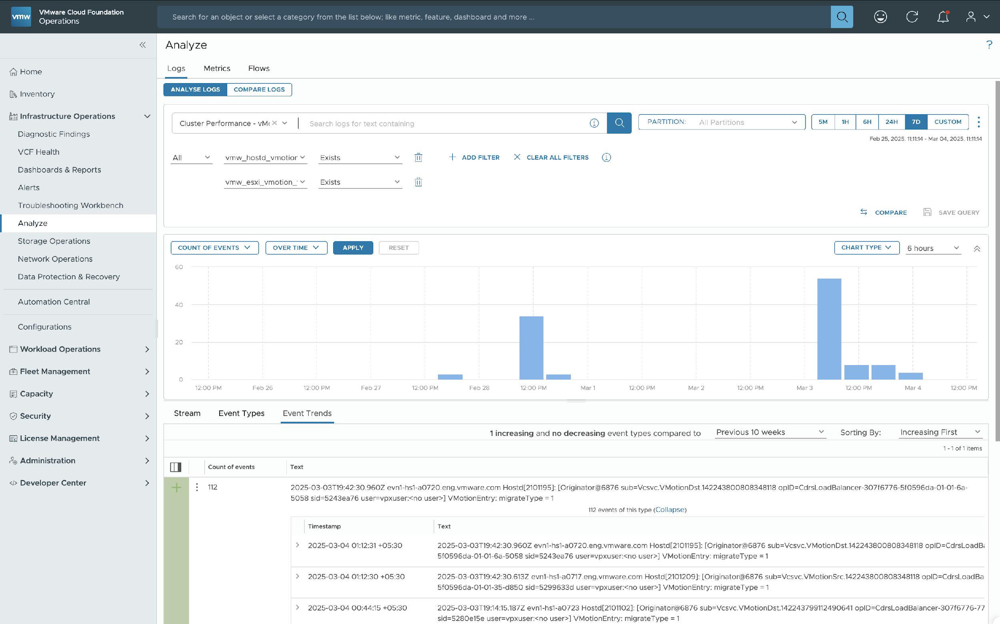 vmw
VMware Cloud Foundation
Operations
Search for an object or select a category from the list below; like metric, feature, dashboard and more ...
Analyze
?
Home
Inventory
Infrastructure Operations
Diagnostic Findings
VCF Health
Dashboards & Reports
Alerts
Troubleshooting Workbench
Analyze
Storage Operations
Network Operations
Data Protection & Recovery
Automation Central
Configurations
Workload Operations
Fleet Management
Capacity
Security
License Management
Administration
Developer Center
Logs Metrics Flows
ANALYSE LOGS COMPARE LOGS
Cluster Performance - vMo Search logs for text containing PARTITION: All Partitions 5M 1H 6H 24H 7D CUSTOM
Feb 25, 2025, 11:11:14 - Mar 04, 2025, 11:11:14
All vmw_hostd_vmotion Exists ADD FILTER CLEAR ALL FILTERS
vmw_esxi_vmotion_ Exists
COMPARE SAVE QUERY
COUNT OF EVENTS OVER TIME APPLY RESET CHART TYPE 6 hours
60
40
20
0
12:00 PM Feb 26 12:00 PM Feb 27 12:00 PM Feb 28 12:00 PM Mar 1 12:00 PM Mar 2 12:00 PM Mar 3 12:00 PM Mar 4 12:00 PM
Stream Event Types Event Trends
1 increasing and no decreasing event types compared to Previous 10 weeks Sorting By: Increasing First
1 - 1 of 1 items
Count of events Text
112 2025-03-03T19:42:30.960Z evn1-hs1-a0720.eng.vmware.com Hostd[2101195]: [Originator@6876 sub=Vcsvc.VMotionDst.142243800808348118 opID=CdrsLoadBalancer-307f6776-5f0596da-01-01-6a-
5058 sid=5243ea76 user=vpxuser:<no user>] VMotionEntry: migrateType = 1
112 events of this type (Collapse)
Timestamp Text
2025-03-04 01:12:31 +05:30 2025-03-03T19:42:30.960Z evn1-hs1-a0720.eng.vmware.com Hostd[2101195]: [Originator@6876 sub=Vcsvc.VMotionDst.142243800808348118 opID=CdrsLoadBa
5f0596da-01-01-6a-5058 sid=5243ea76 user=vpxuser:<no user>] VMotionEntry: migrateType = 1
2025-03-04 01:12:30 +05:30 2025-03-03T19:42:30.613Z evn1-hs1-a0717.eng.vmware.com Hostd[2101209]: [Originator@6876 sub=Vcsvc.VMotionSrc.142243800808348118 opID=CdrsLoadBa
5f0596da-01-01-35-d850 sid=5299633d user=vpxuser:<no user>] VMotionEntry: migrateType = 1
2025-03-04 00:44:15 +05:30 2025-03-03T19:14:15.187Z evn1-hs1-a0723 Hostd[2101102]: [Originator@6876 sub=Vcsvc.VMotionDst.142243799112490641 opID=CdrsLoadBalancer-307f6776-77
sid=5280e15e user=vpxuser:<no user>] VMotionEntry: migrateType = 1